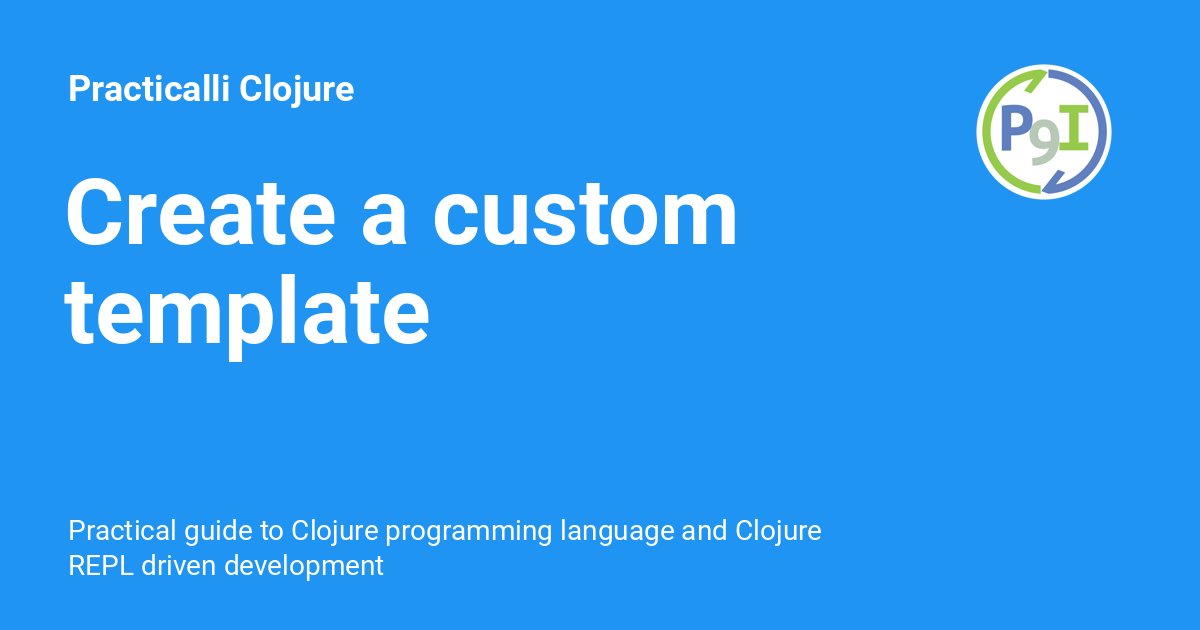 Practicalli Clojure
P9I
Create a custom
template
Practical guide to Clojure programming language and Clojure
REPL driven development